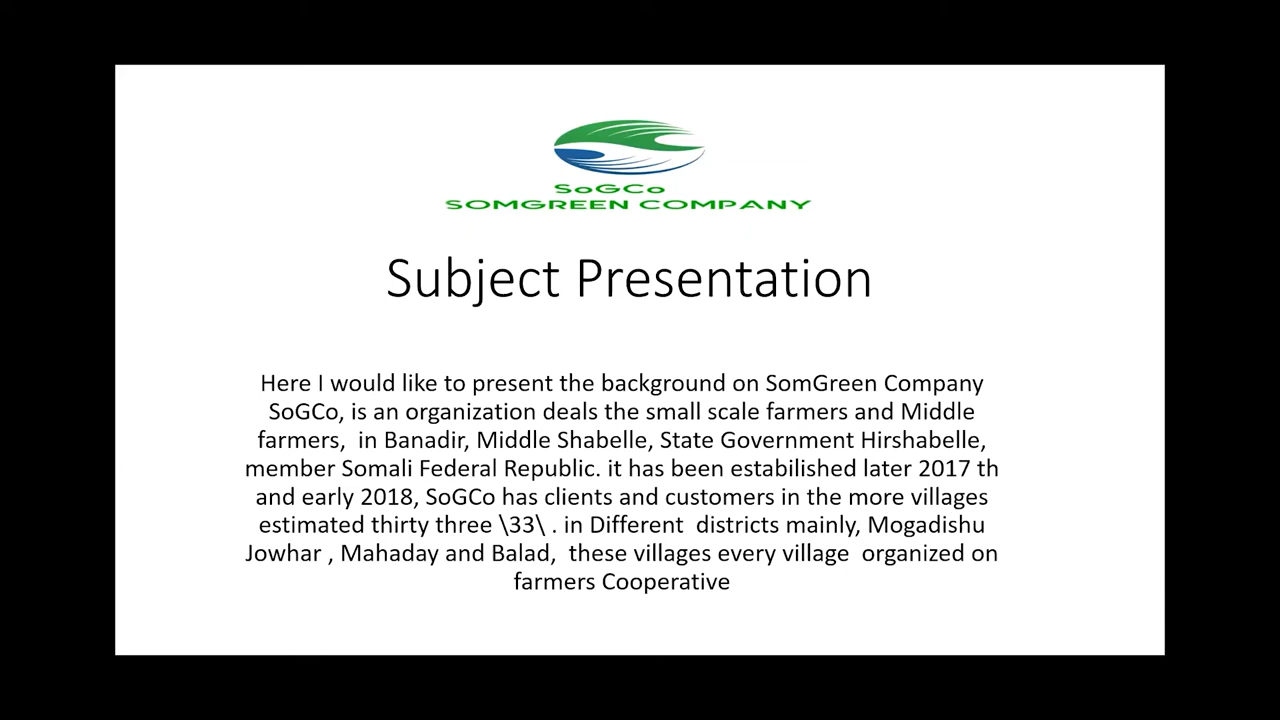 SoGCo
SOMGREEN COMPANY
Subject Presentation
Here I would like to present the background on SomGreen Company
SoGCo, is an organization deals the small scale farmers and Middle
farmers,  in Banadir, Middle Shabelle, State Government Hirshabelle,
member Somali Federal Republic. it has been estabilished later 2017 th
and early 2018, SoGCo has clients and customers in the more villages
estimated thirty three \33\ . in Different  districts mainly, Mogadishu
Jowhar , Mahaday and Balad,  these villages every village  organized on
farmers Cooperative